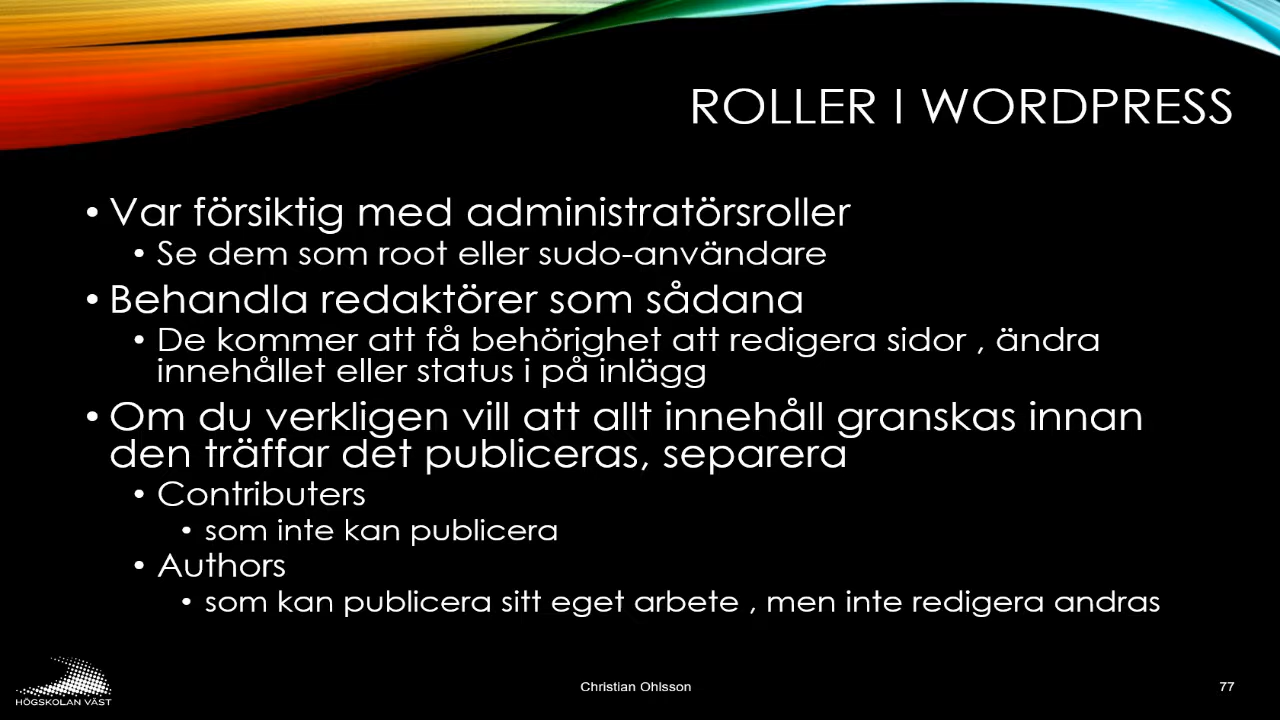 ROLLER I WORDPRESS
• Var försiktig med administratörsroller
• Se dem som root eller sudo-användare
• Behandla redaktörer som sådana
• De kommer att få behörighet att redigera sidor , ändra
innehållet eller status i på inlägg
• Om du verkligen vill att allt innehåll granskas innan
den träffar det publiceras, separera
• Contributers
• som inte kan publicera
• Authors
• som kan publicera sitt eget arbete , men inte redigera andras
HÖGSKOLAN VÄST
Christian Ohlsson
77